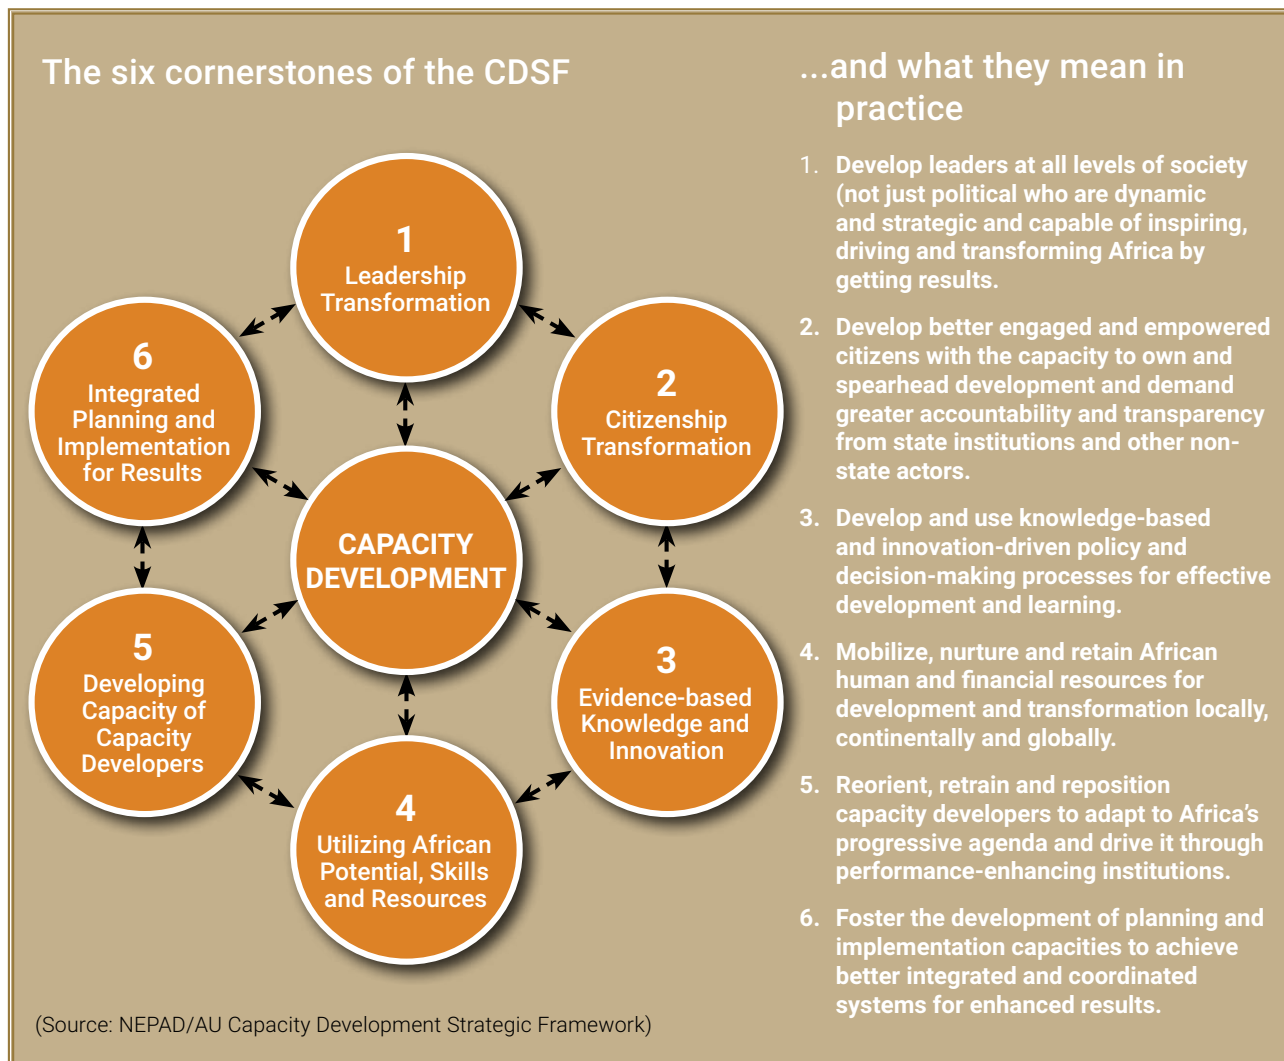 The six cornerstones of the CDSF
1
Leadership
Transformation
2
Citizenship
Transformation
3
Evidence-based
Knowledge and
Innovation
4
Utilizing African
Potential, Skills
and Resources
5
Developing
Capacity of
Capacity
Developers
6
Integrated
Planning and
Implementation
for Results
CAPACITY
DEVELOPMENT
(Source: NEPAD/AU Capacity Development Strategic Framework)
...and what they mean in
practice
1. Develop leaders at all levels of society
(not just political who are dynamic
and strategic and capable of inspiring,
driving and transforming Africa by
getting results.
2. Develop better engaged and empowered
citizens with the capacity to own and
spearhead development and demand
greater accountability and transparency
from state institutions and other non-
state actors.
3. Develop and use knowledge-based
and innovation-driven policy and
decision-making processes for effective
development and learning.
4. Mobilize, nurture and retain African
human and financial resources for
development and transformation locally,
continentally and globally.
5. Reorient, retrain and reposition
capacity developers to adapt to Africa’s
progressive agenda and drive it through
performance-enhancing institutions.
6. Foster the development of planning and
implementation capacities to achieve
better integrated and coordinated
systems for enhanced results.